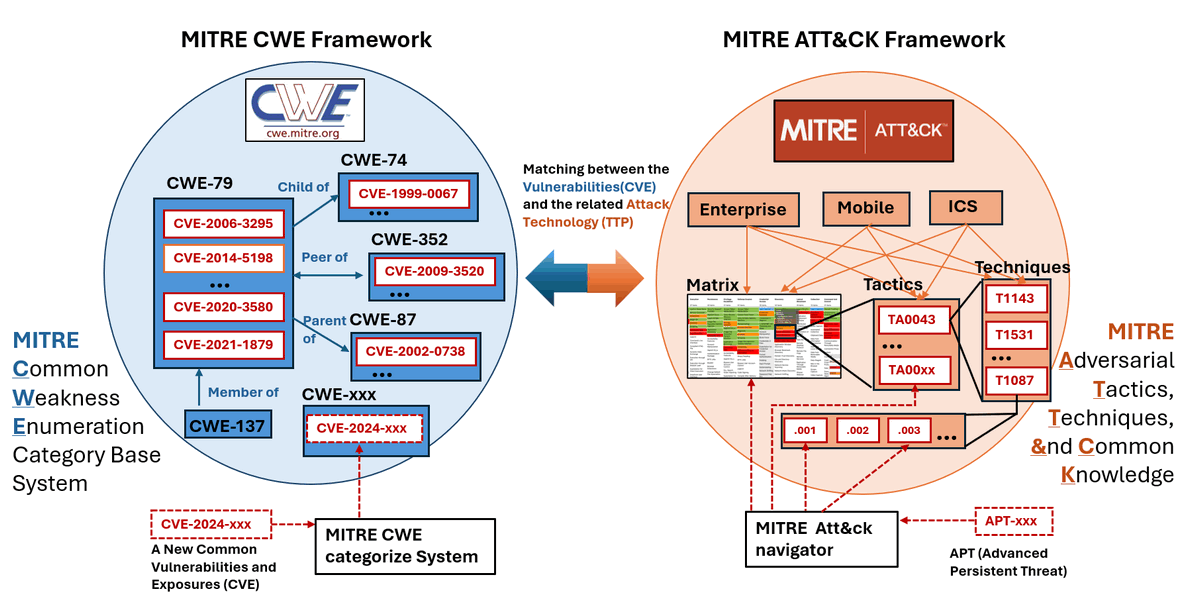 MITRE CWE Framework
MITRE ATT&CK Framework
CWE
cwe.mitre.org
MITRE | ATT&CK™
CWE-79
CVE-2006-3295
CVE-2014-5198
...
CVE-2020-3580
CVE-2021-1879
Child of
CWE-74
CVE-1999-0067
...
Peer of
CWE-352
CVE-2009-3520
...
Parent
of
CWE-87
CVE-2002-0738
...
Member of
CWE-137
CWE-xxx
CVE-2024-xxx
MITRE
Common
Weakness
Enumeration
Category Base
System
CVE-2024-xxx
A New Common
Vulnerabilities and
Exposures (CVE)
MITRE CWE
categorize System
Matching between the
Vulnerabilities(CVE)
and the related Attack
Technology (TTP)
Enterprise
Mobile
ICS
Matrix
Tactics
TA0043
...
TA00xx
Techniques
T1143
T1531
...
T1087
.001
.002
.003
...
MITRE
Adversarial
Tactics,
Techniques,
&nd Common
Knowledge
MITRE Att&ck
navigator
APT-xxx
APT (Advanced
Persistent Threat)